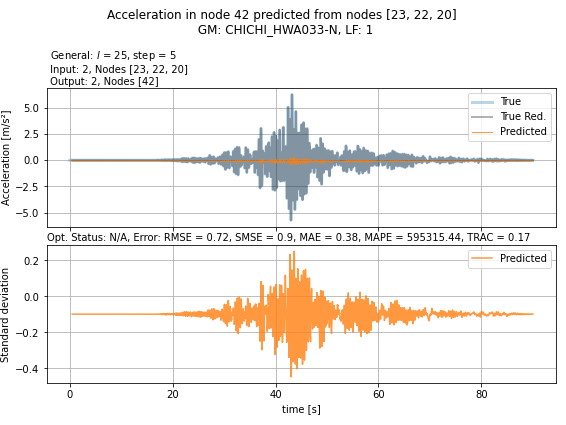 Acceleration in node 42 predicted from nodes [23, 22, 20]
GM: CHICHI_HWA033-N, LF: 1
General: l = 25, step = 5
Input: 2, Nodes [23, 22, 20]
Output: 2, Nodes [42]
True
True Red.
Predicted
5.0
2.5
0.0
−2.5
−5.0
Acceleration [m/s²]
Opt. Status: N/A, Error: RMSE = 0.72, SMSE = 0.9, MAE = 0.38, MAPE = 595315.44, TRAC = 0.17
Predicted
0.2
0.0
−0.2
−0.4
Standard deviation
0
20
40
60
80
time [s]